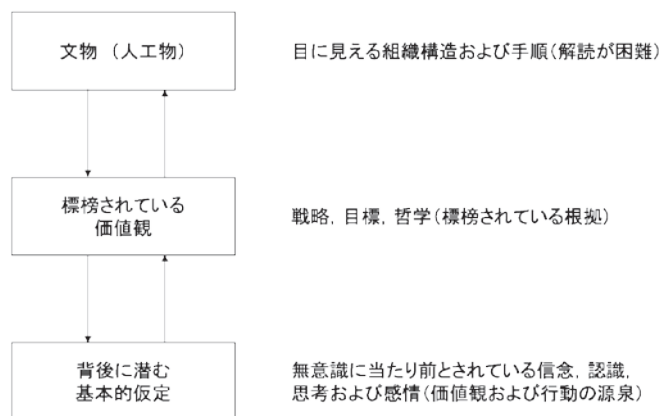 文物 （人工物）
目に見える組織構造および手順（解読が困難）
標榜されている
価値観
戦略, 目標, 哲学（標榜されている根拠）
背後に潜む
基本的仮定
無意識に当たり前とされている信念, 認識,
思考および感情（価値観および行動の源泉）